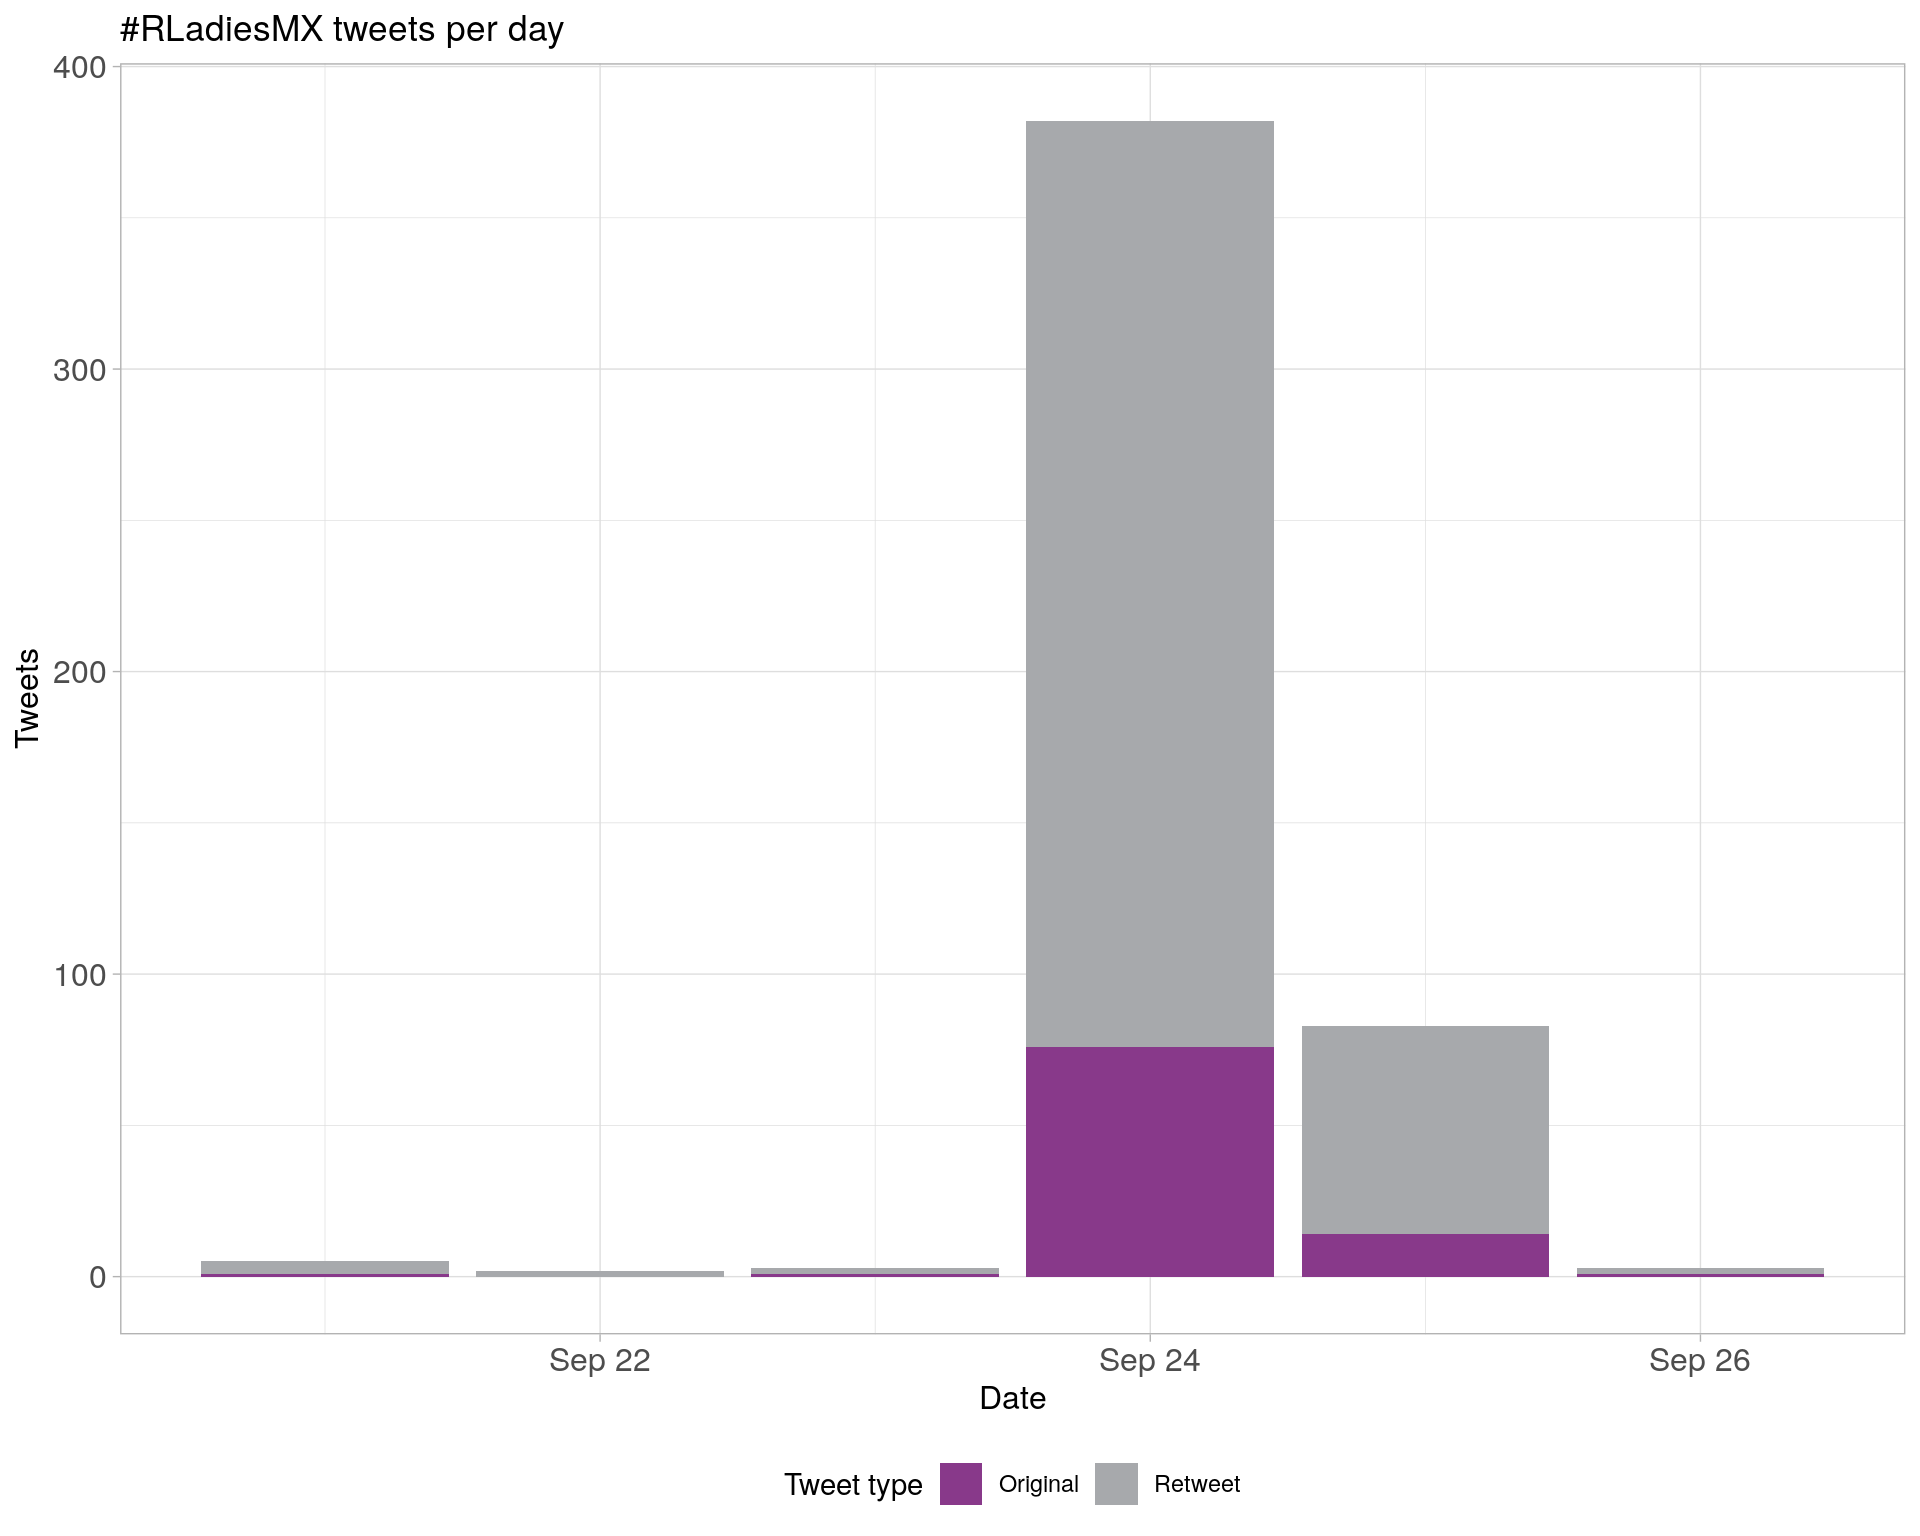 #RLadiesMX tweets per day
400
300
200
100
0
Tweets
Sep 22
Sep 24
Sep 26
Date
Tweet type
Original
Retweet